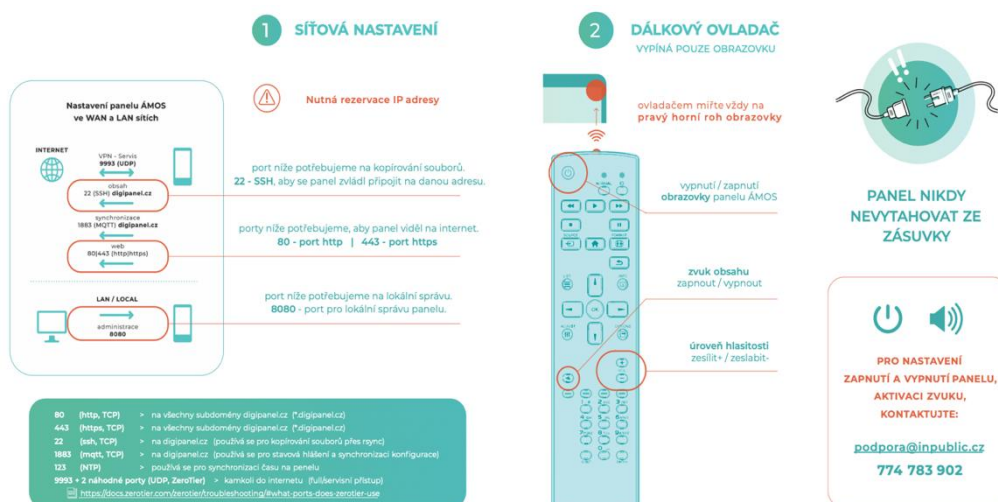 1 SÍŤOVÁ NASTAVENÍ
Nutná rezervace IP adresy
Nastavení panelu ÁMOS
ve WAN a LAN sítích
INTERNET
VPN - Servis
9993 (UDP)
obsah
22 (SSH) digipanel.cz
synchronizace
1883 (MQTT) digipanel.cz
web
80|443 (http|https)
LAN / LOCAL
administrace
8080
port níže potřebujeme na kopírování souborů.
22 - SSH, aby se panel zvládl připojit na danou adresu.
porty níže potřebujeme, aby panel viděl na internet.
80 - port http | 443 - port https
port níže potřebujeme na lokální správu.
8080 - port pro lokální správu panelu.
80 (http, TCP) > na všechny subdomény digipanel.cz (*.digipanel.cz)
443 (https, TCP) > na všechny subdomény digipanel.cz (*.digipanel.cz)
22 (ssh, TCP) > na digipanel.cz (používá se pro kopírování souborů přes rsync)
1883 (mqtt, TCP) > na digipanel.cz (používá se pro stavová hlášení a synchronizaci konfigurace)
123 (NTP) > používá se pro synchronizaci času na panelu
9993 + 2 náhodné porty (UDP, ZeroTier) > kamkoli do internetu (full/servisní přístup)
https://docs.zerotier.com/zerotier/troubleshooting/#what-ports-does-zerotier-use
2 DÁLKOVÝ OVLADAČ
VYPÍNÁ POUZE OBRAZOVKU
ovladačem miřte vždy na
pravý horní roh obrazovky
vypnutí / zapnutí
obrazovky panelu ÁMOS
OK
zvuk obsahu
zapnout / vypnout
úroveň hlasitosti
zesílit+ / zeslabit-
PANEL NIKDY
NEVYTAHOVAT ZE
ZÁSUVKY
PRO NASTAVENÍ
ZAPNUTÍ A VYPNUTÍ PANELU,
AKTIVACI ZVUKU,
KONTAKTUJTE:
podpora@inpublic.cz
774 783 902